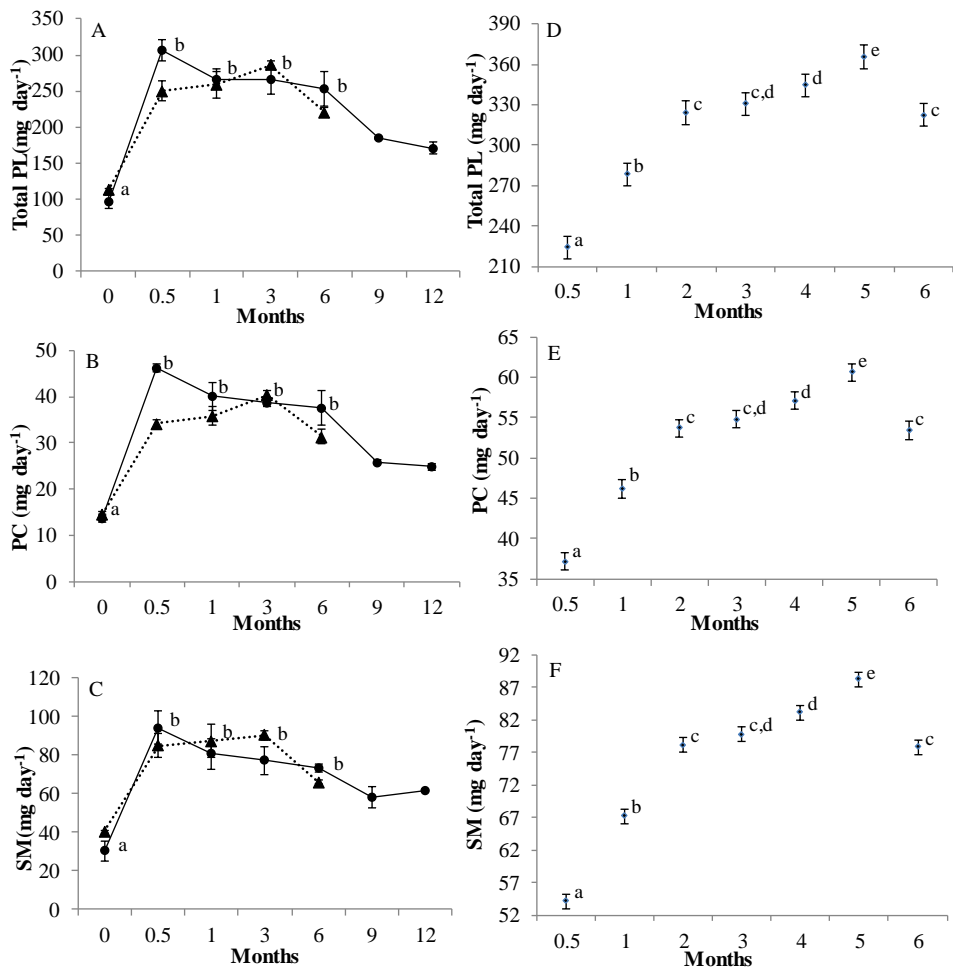 A
Total PL(mg day-1)
350
300
250
200
150
100
50
0
a
b
b
b
b
0 0.5 1 3 6 9 12
Months
D
Total PL (mg day-1)
390
360
330
300
270
240
210
a
b
c
c,d
d
e
c
0.5 1 2 3 4 5 6
Months
B
PC (mg day-1)
50
40
30
20
10
0
a
b
b
b
b
0 0.5 1 3 6 9 12
Months
E
PC (mg day-1)
65
60
55
50
45
40
35
a
b
c
c,d
d
e
c
0.5 1 2 3 4 5 6
Months
C
SM(mg day-1)
120
100
80
60
40
20
0
a
b
b
b
b
0 0.5 1 3 6 9 12
Months
F
SM (mg day-1)
92
87
82
77
72
67
62
57
52
a
b
c
c,d
d
e
c
0.5 1 2 3 4 5 6
Months